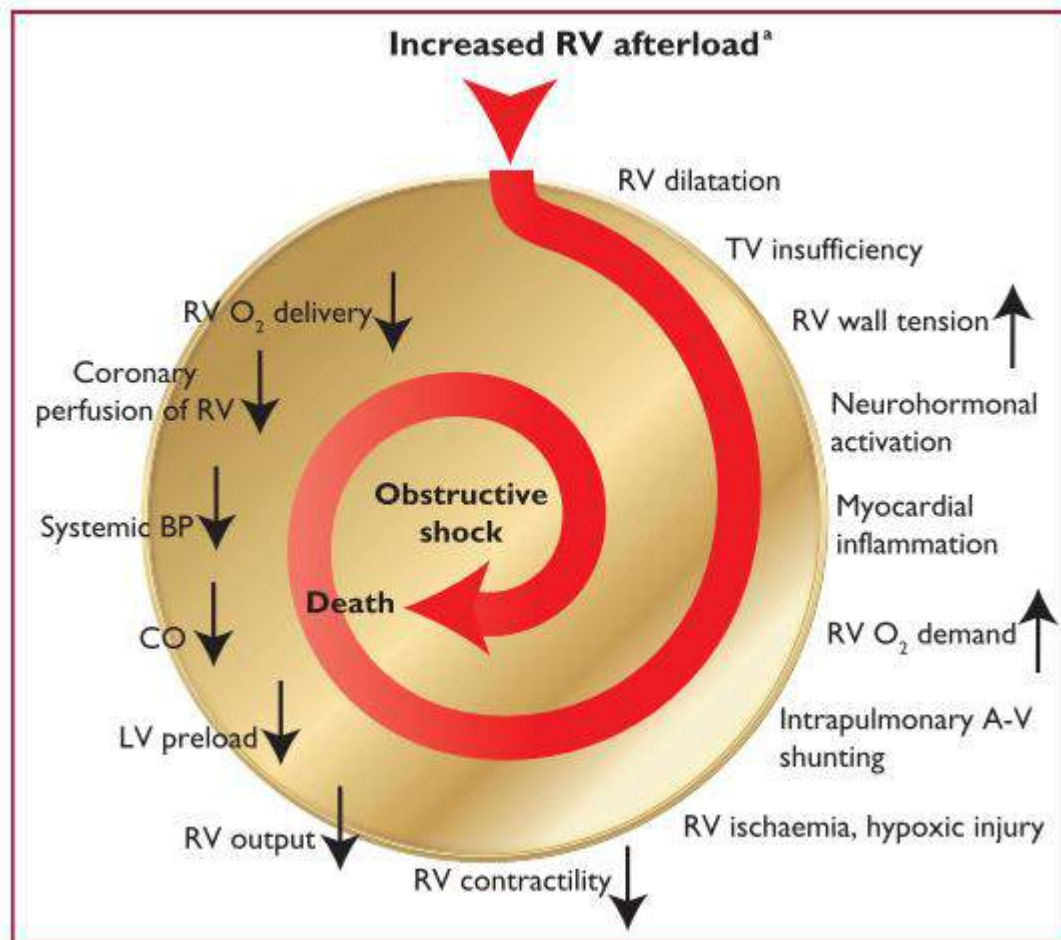 Increased RV afterloadᵃ
RV dilatation
TV insufficiency
RV wall tension
Neurohormonal
activation
Myocardial
inflammation
RV O₂ demand
Intrapulmonary A-V
shunting
RV ischaemia, hypoxic injury
RV contractility
RV output
LV preload
CO
Systemic BP
Coronary
perfusion of RV
RV O₂ delivery
Obstructive
shock
Death